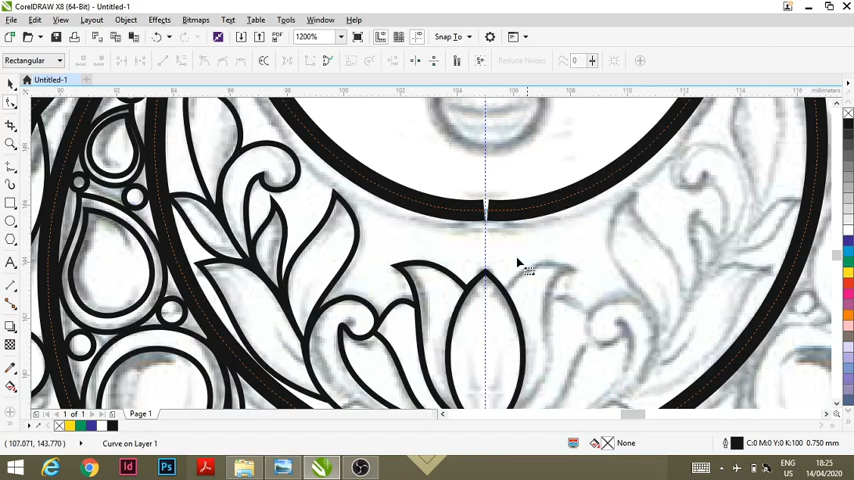 CorelDRAW X8 (64-Bit) - Untitled-1
File Edit View Layout Object Effects Bitmaps Text Table Tools Window Help
PDF 1200% Snap To
Rectangular Reduce Nodes 0
Untitled-1
90 92 100 102 104 106 108 110 112 114 116 millimeters
1 of 1 Page 1
(107.071, 143.770) Curve on Layer 1 None C:0 M:0 Y:0 K:100 0.750 mm
ENG 18:25
US 14/04/2020